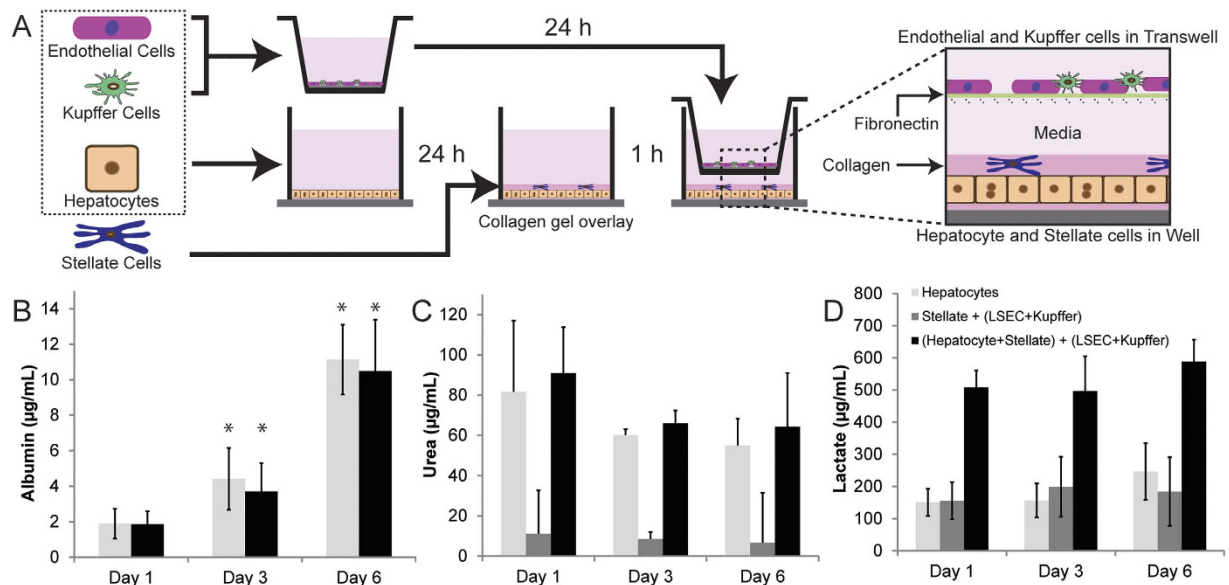 A
Endothelial Cells
Kupffer Cells
Hepatocytes
Stellate Cells
24 h
24 h
Collagen gel overlay
1 h
Endothelial and Kupffer cells in Transwell
Fibronectin
Media
Collagen
Hepatocyte and Stellate cells in Well
B
Albumin (µg/mL)
14
12
10
8
6
4
2
0
* *
* *
Day 1 Day 3 Day 6
C
Urea (µg/mL)
120
100
80
60
40
20
0
Day 1 Day 3 Day 6
D
Lactate (µg/mL)
800
700
600
500
400
300
200
100
0
Hepatocytes
Stellate + (LSEC+Kupffer)
(Hepatocyte+Stellate) + (LSEC+Kupffer)
Day 1 Day 3 Day 6